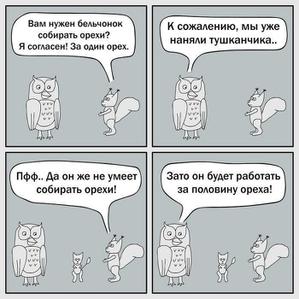 Вам нужен бельчонок
собирать орехи?
Я согласен! За один орех.
К сожалению, мы уже
наняли тушканчика..
Пфф.. Да он же не умеет
собирать орехи!
Зато он будет работать
за половину ореха!